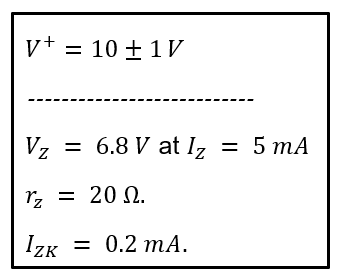 V⁺ = 10 ± 1 V
---------------------------
V_Z = 6.8 V at I_Z = 5 mA
r_z = 20 Ω.
I_ZK = 0.2 mA.